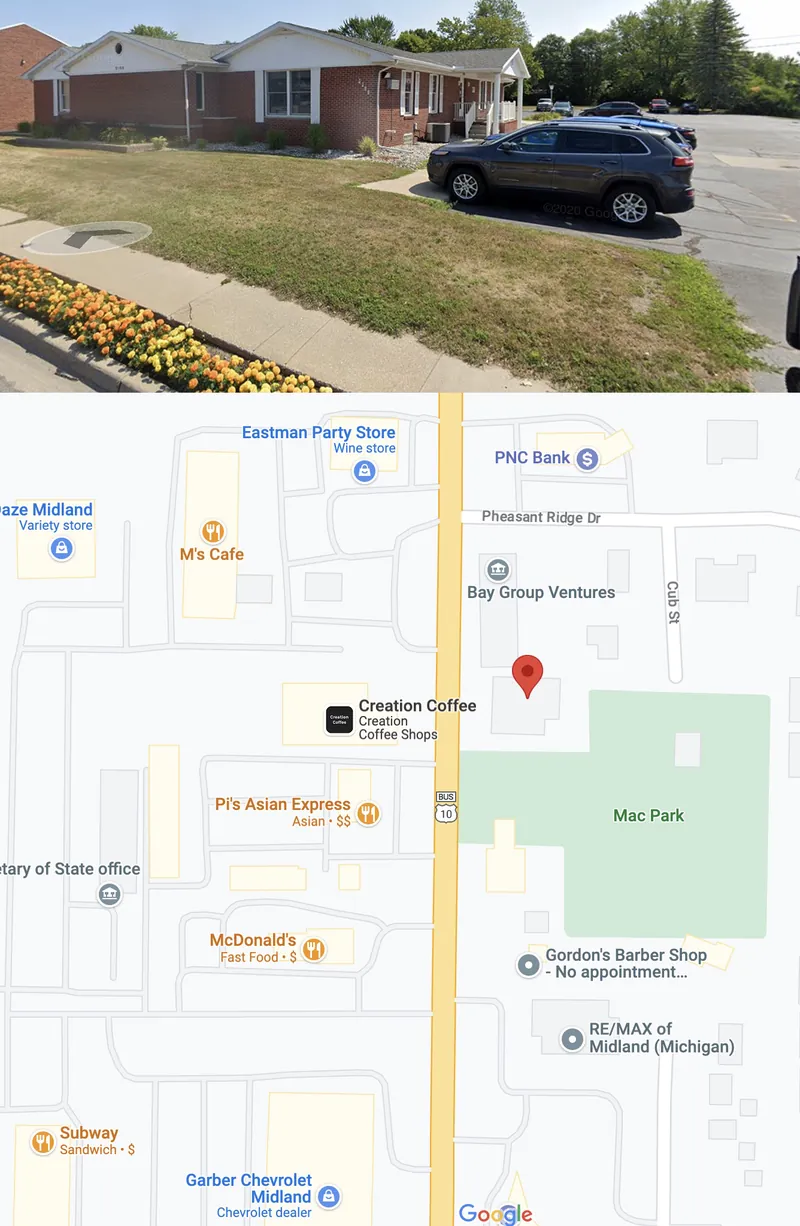 ©2020 Goo
Eastman Party Store
Wine store
PNC Bank
aze Midland
Variety store
Pheasant Ridge Dr
M's Cafe
Cub St
Bay Group Ventures
Creation
Coffee
Creation Coffee
Creation
Coffee Shops
Pi's Asian Express
Asian • $$
BUS
10
Mac Park
etary of State office
McDonald's
Fast Food • $
Gordon's Barber Shop
- No appointment...
RE/MAX of
Midland (Michigan)
Subway
Sandwich • $
Garber Chevrolet
Midland
Chevrolet dealer
Google